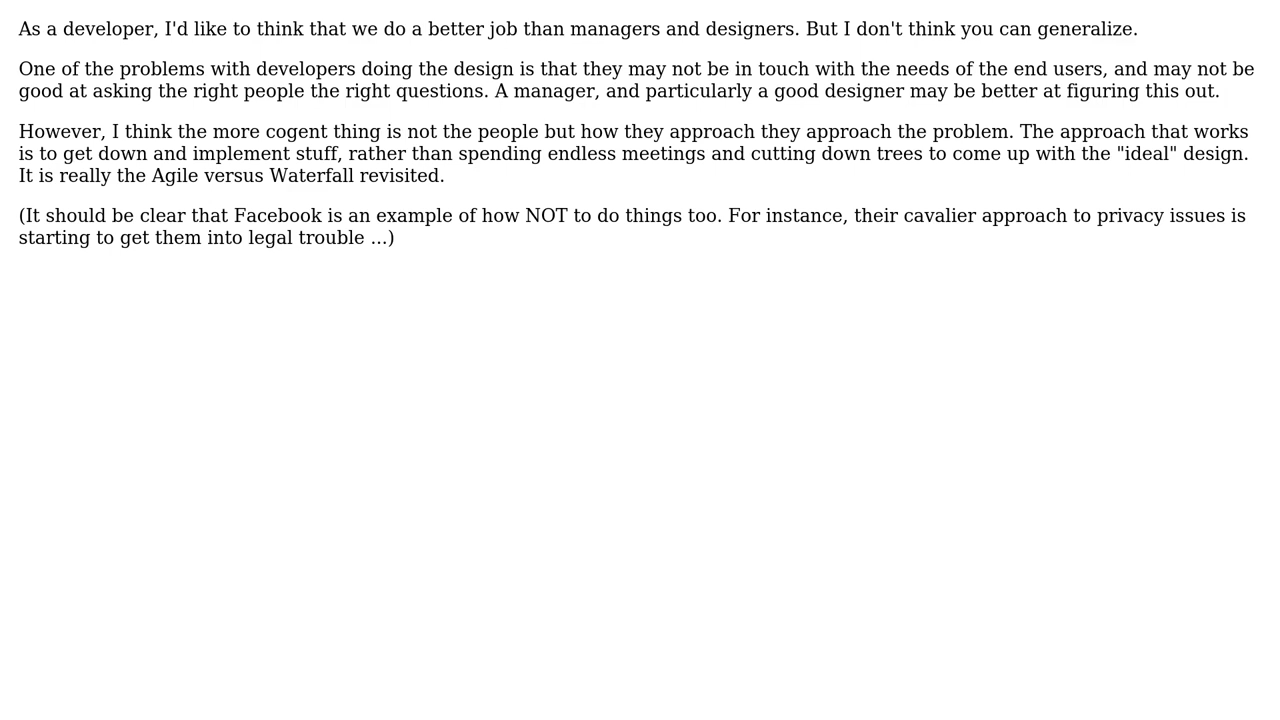 As a developer, I'd like to think that we do a better job than managers and designers. But I don't think you can generalize.
One of the problems with developers doing the design is that they may not be in touch with the needs of the end users, and may not be
good at asking the right people the right questions. A manager, and particularly a good designer may be better at figuring this out.
However, I think the more cogent thing is not the people but how they approach they approach the problem. The approach that works
is to get down and implement stuff, rather than spending endless meetings and cutting down trees to come up with the "ideal" design.
It is really the Agile versus Waterfall revisited.
(It should be clear that Facebook is an example of how NOT to do things too. For instance, their cavalier approach to privacy issues is
starting to get them into legal trouble ...)